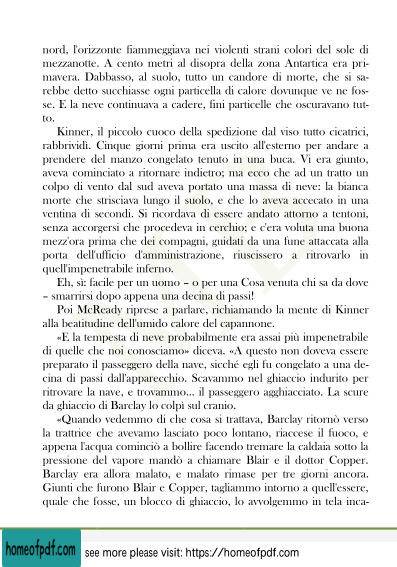 nord, l'orizzonte fiammeggiava nei violenti strani colori del sole di
mezzanotte. A cento metri al disopra della zona Antartica era pri-
mavera. Dabbasso, al suolo, tutto un candore di morte, che si sa-
rebbe detto succhiasse ogni particella di calore dovunque ve ne fos-
se. E la neve continuava a cadere, fini particelle che oscuravano tut-
to.
Kinner, il piccolo cuoco della spedizione dal viso tutto cicatrici,
rabbrividì. Cinque giorni prima era uscito all'esterno per andare a
prendere del manzo congelato tenuto in una buca. Vi era giunto,
aveva cominciato a ritornare indietro; ma ecco che ad un tratto un
colpo di vento dal sud aveva portato una massa di neve: la bianca
morte che strisciava lungo il suolo, e che lo aveva accecato in una
ventina di secondi. Si ricordava di essere andato attorno a tentoni,
senza accorgersi che procedeva in cerchio; e c'era voluta una buona
mezz'ora prima che dei compagni, guidati da una fune attaccata alla
porta dell'ufficio d'amministrazione, riuscissero a ritrovarlo in
quell'impenetrabile inferno.
Eh, sì: facile per un uomo – o per una Cosa venuta chi sa da dove
– smarrirsi dopo appena una decina di passi!
Poi McReady riprese a parlare, richiamando la mente di Kinner
alla beatitudine dell'umido calore del capannone.
«E la tempesta di neve probabilmente era assai più impenetrabile
di quelle che noi conosciamo» diceva. «A questo non doveva essere
preparato il passeggero della nave, sicché egli fu congelato a una de-
cina di passi dall'apparecchio. Scavammo nel ghiaccio indurito per
ritrovare la nave, e trovammo... il passeggero agghiacciato. La scure
da ghiaccio di Barclay lo colpì sul cranio.
«Quando vedemmo di che cosa si trattava, Barclay ritornò verso
la trattrice che avevamo lasciato poco lontano, riaccese il fuoco, e
appena l'acqua cominciò a bollire facendo tremare la caldaia sotto la
pressione del vapore mandò a chiamare Blair e il dottor Copper.
Barclay era allora malato, e malato rimase per tre giorni ancora.
Giunti che furono Blair e Copper, tagliammo intorno a quell'essere,
quale che fosse, un blocco di ghiaccio, lo avvolgemmo in tela inca-
homeofpdf.com see more please visit: https://homeofpdf.com